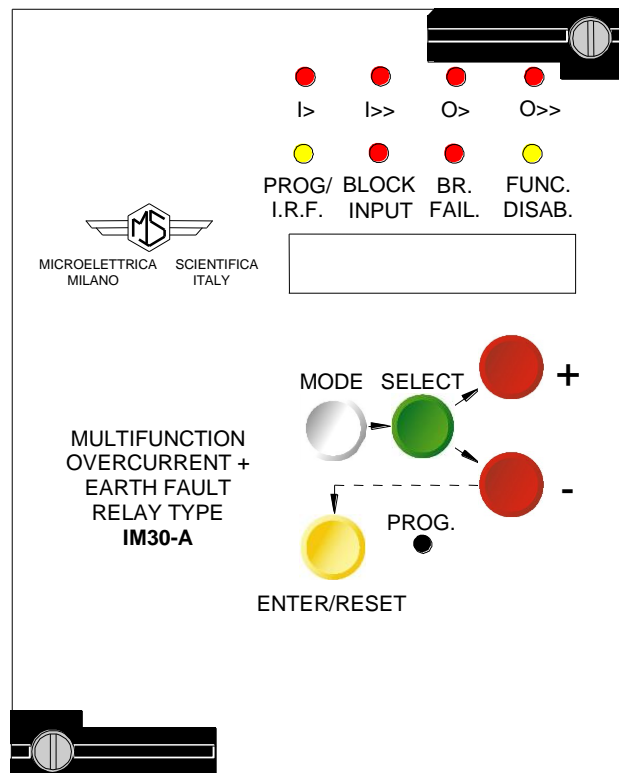 I> I>> O> O>>
PROG/ BLOCK BR. FUNC.
I.R.F. INPUT FAIL. DISAB.
MS
MICROELETTRICA SCIENTIFICA
MILANO ITALY
MODE SELECT +
MULTIFUNCTION
OVERCURRENT +
EARTH FAULT
RELAY TYPE
IM30-A
-
PROG.
ENTER/RESET